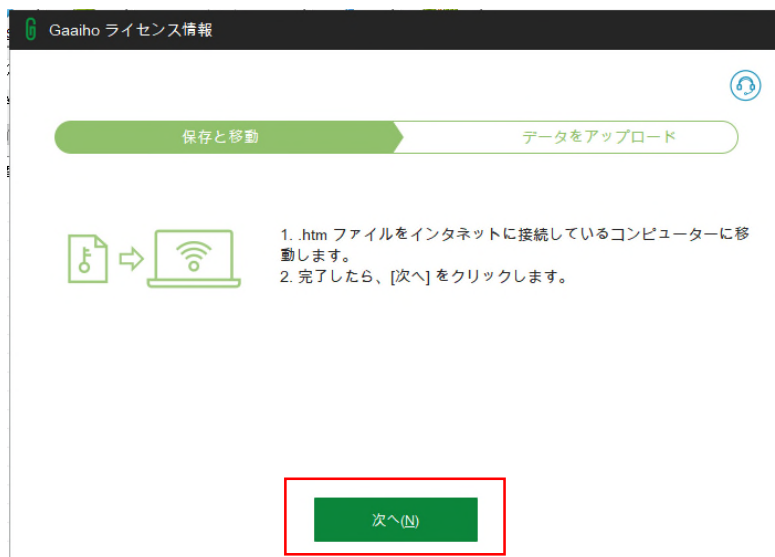 Gaaiho ライセンス情報
保存と移動
データをアップロード
1. .htm ファイルをインタネットに接続しているコンピューターに移
動します。
2. 完了したら、[次へ] をクリックします。
次へ(N)